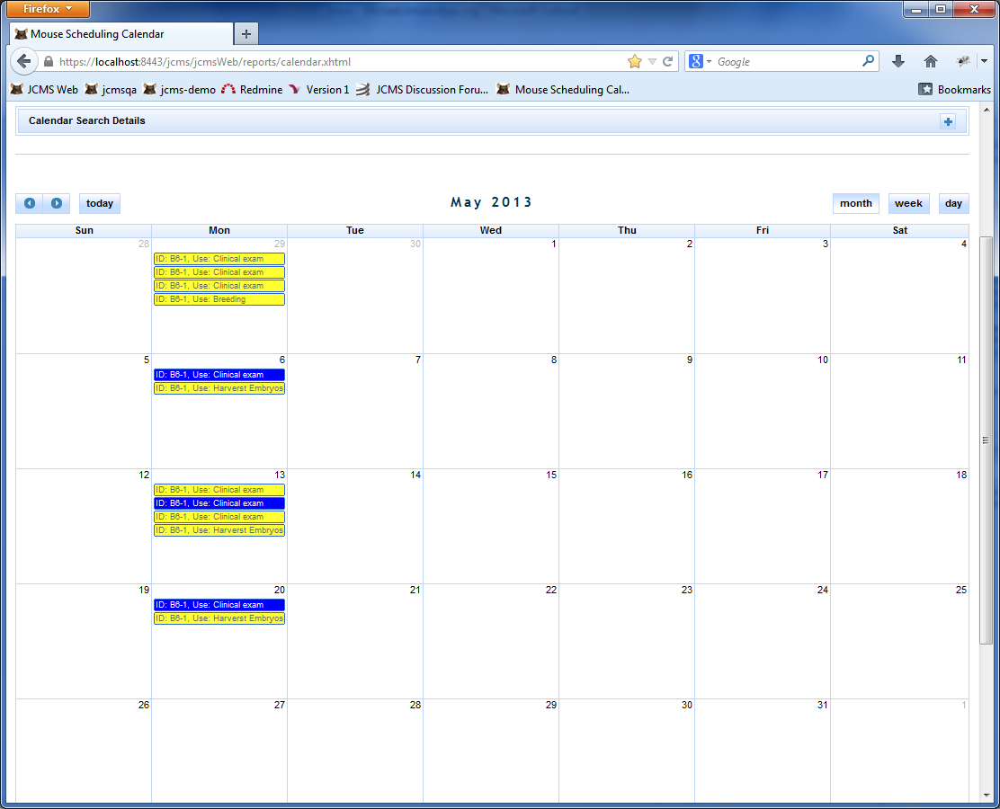 Firefox
Mouse Scheduling Calendar
https://localhost:8443/jcms/jcmsWeb/reports/calendar.xhtml
Google
JCMS Web jcmsqa jcms-demo Redmine Version 1 JCMS Discussion Foru... Mouse Scheduling Cal... Bookmarks
Calendar Search Details
today May 2013 month week day
Sun Mon Tue Wed Thu Fri Sat
28 29 30 1 2 3 4
ID: B6-1, Use: Clinical exam
ID: B6-1, Use: Clinical exam
ID: B6-1, Use: Clinical exam
ID: B6-1, Use: Breeding
5 6 7 8 9 10 11
ID: B6-1, Use: Clinical exam
ID: B6-1, Use: Harverst Embryos
12 13 14 15 16 17 18
ID: B6-1, Use: Clinical exam
ID: B6-1, Use: Clinical exam
ID: B6-1, Use: Clinical exam
ID: B6-1, Use: Harverst Embryos
19 20 21 22 23 24 25
ID: B6-1, Use: Clinical exam
ID: B6-1, Use: Harverst Embryos
26 27 28 29 30 31 1